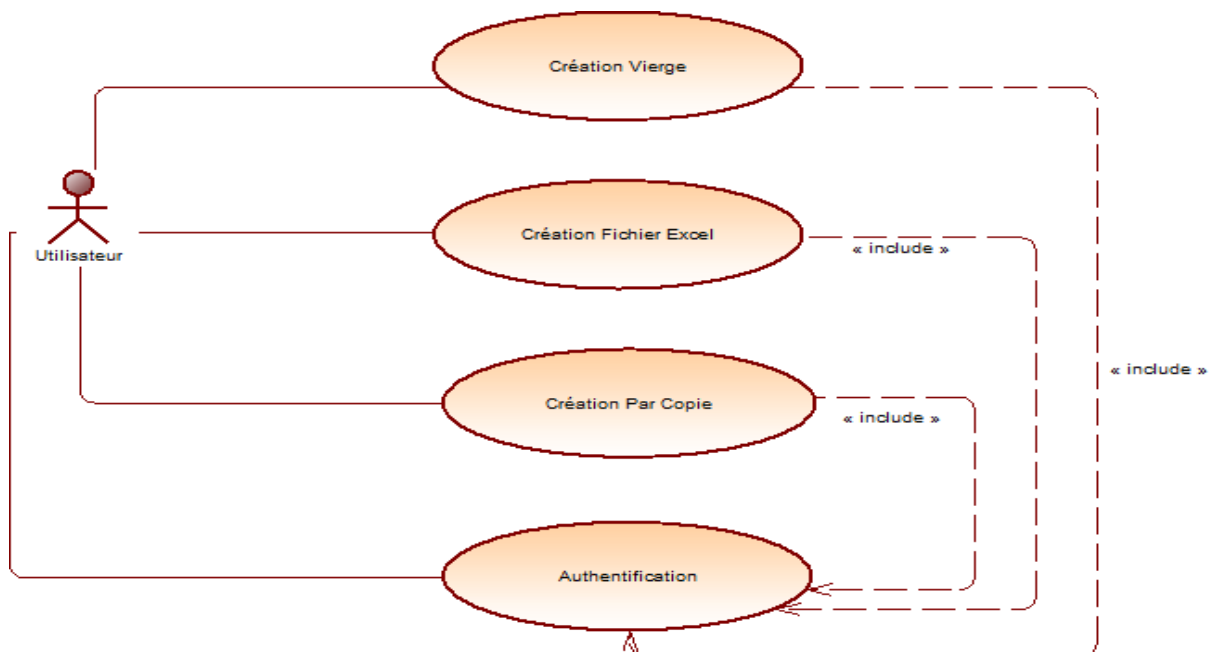 Création Vierge
Création Fichier Excel
« include »
Utilisateur
« include »
Création Par Copie
« include »
Authentification